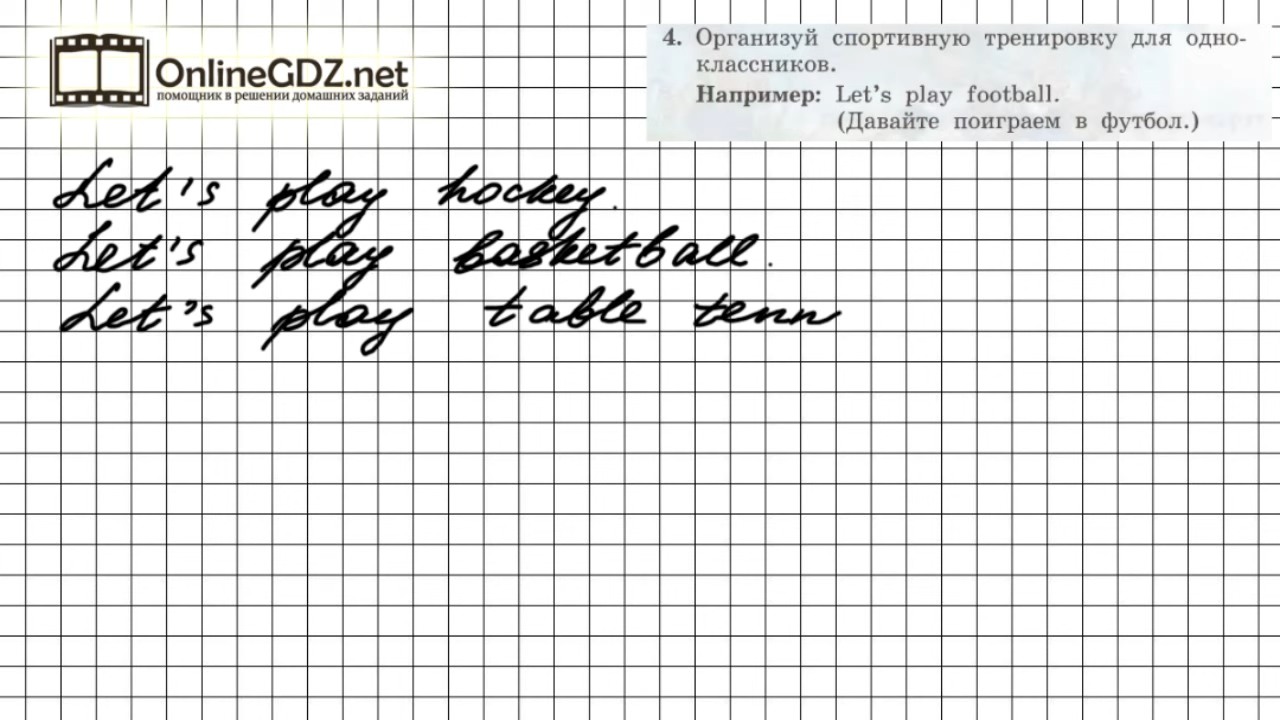 OnlineGDZ.net
помощник в решении домашних заданий
4. Организуй спортивную тренировку для одно-
классников.
Например: Let's play football.
(Давайте поиграем в футбол.)
Let's play hockey.
Let's play basketball.
Let's play table tenn